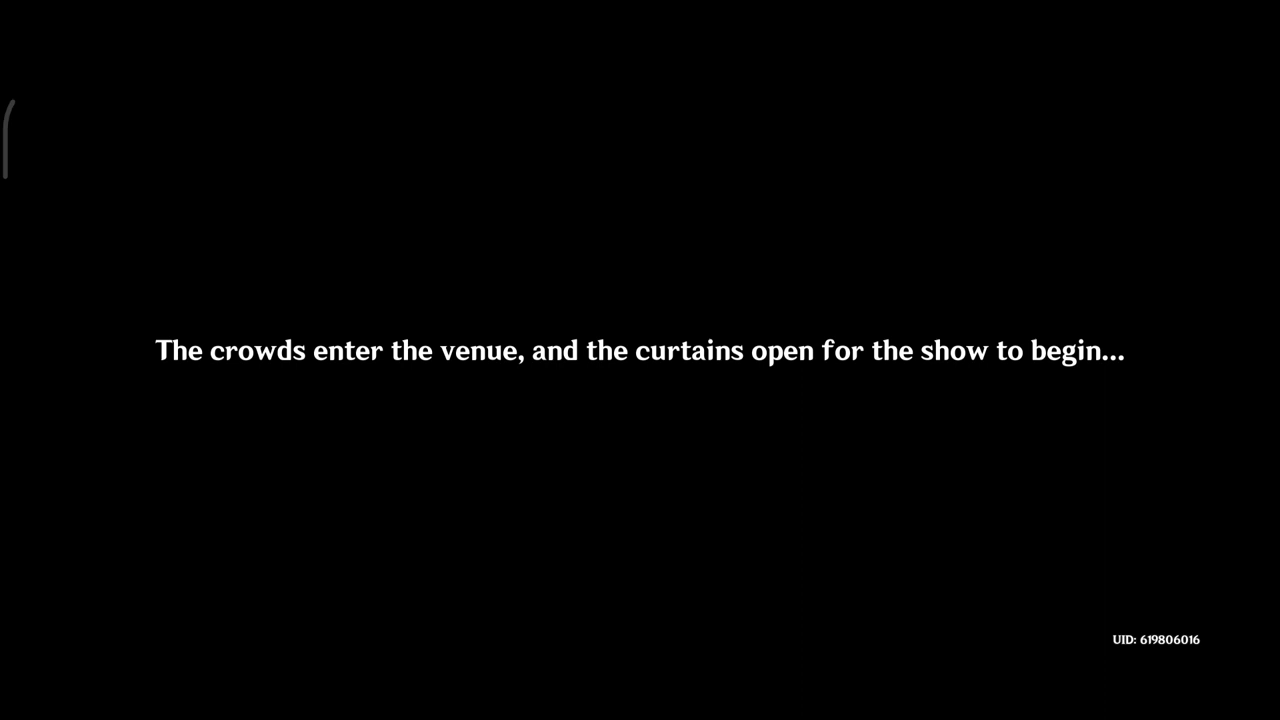 The crowds enter the venue, and the curtains open for the show to begin...
UID: 619806016